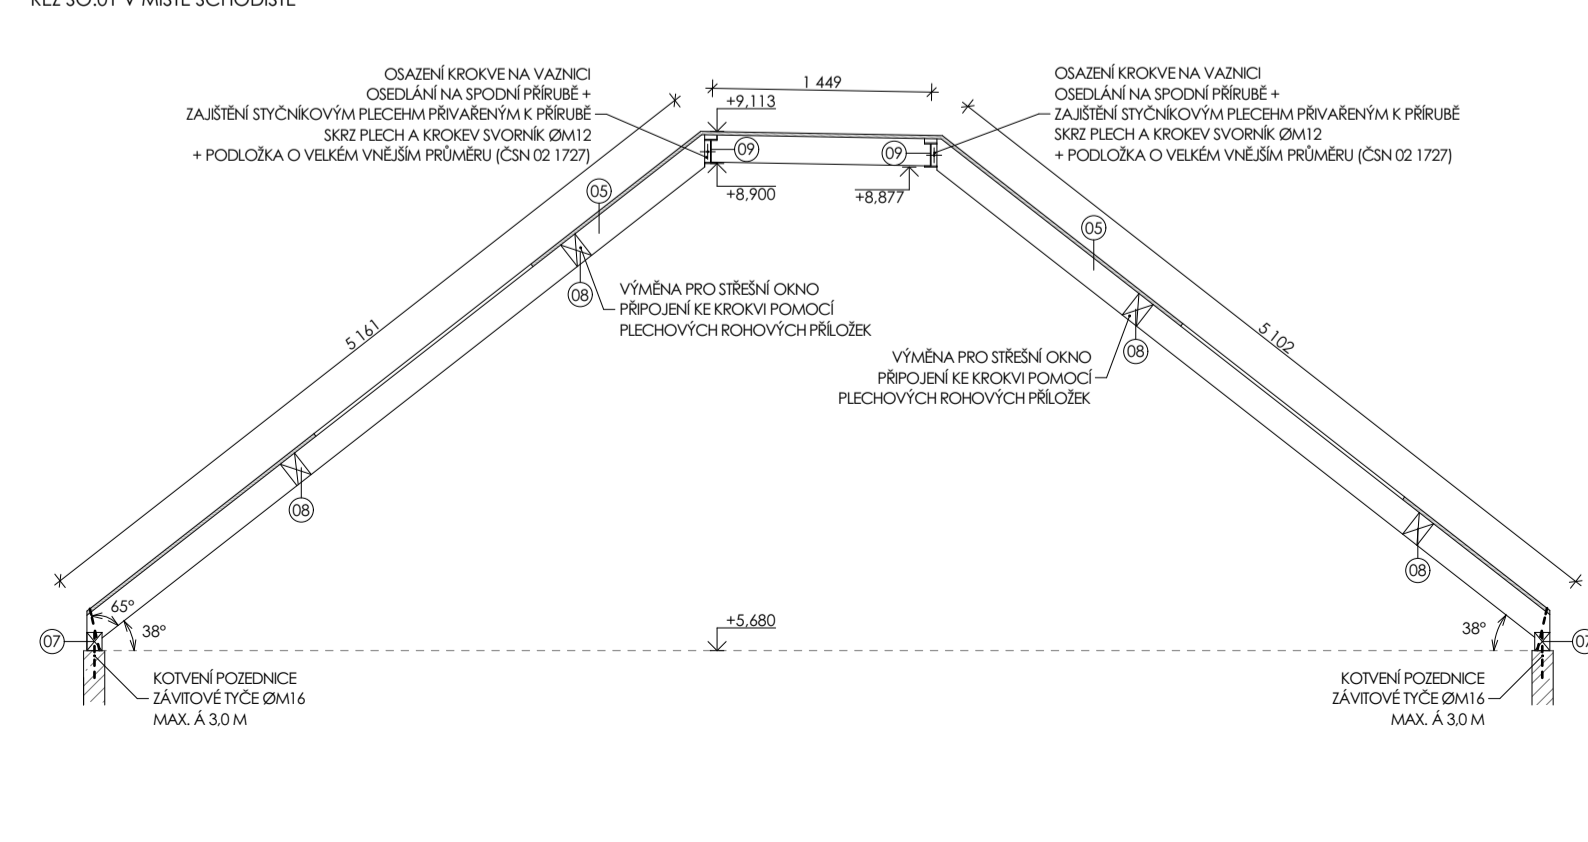 ŘEZ SO.01 V MÍSTĚ SCHODIŠTĚ
OSAZENÍ KROKVE NA VAZNICI
OSEDLÁNÍ NA SPODNÍ PŘÍRUBĚ +
ZAJIŠTĚNÍ STYČNÍKOVÝM PLECEHM PŘIVAŘENÝM K PŘÍRUBĚ
SKRZ PLECH A KROKEV SVORNÍK ØM12
+ PODLOŽKA O VELKÉM VNĚJŠÍM PRŮMĚRU (ČSN 02 1727)
1 449
+9,113
OSAZENÍ KROKVE NA VAZNICI
OSEDLÁNÍ NA SPODNÍ PŘÍRUBĚ +
ZAJIŠTĚNÍ STYČNÍKOVÝM PLECEHM PŘIVAŘENÝM K PŘÍRUBĚ
SKRZ PLECH A KROKEV SVORNÍK ØM12
+ PODLOŽKA O VELKÉM VNĚJŠÍM PRŮMĚRU (ČSN 02 1727)
09
09
+8,900
+8,877
05
05
08
VÝMĚNA PRO STŘEŠNÍ OKNO
PŘIPOJENÍ KE KROKVI POMOCÍ
PLECHOVÝCH ROHOVÝCH PŘÍLOŽEK
5 161
5 102
08
VÝMĚNA PRO STŘEŠNÍ OKNO
PŘIPOJENÍ KE KROKVI POMOCÍ
PLECHOVÝCH ROHOVÝCH PŘÍLOŽEK
08
08
65°
38°
07
+5,680
38°
07
KOTVENÍ POZEDNICE
ZÁVITOVÉ TYČE ØM16
MAX. Á 3,0 M
KOTVENÍ POZEDNICE
ZÁVITOVÉ TYČE ØM16
MAX. Á 3,0 M